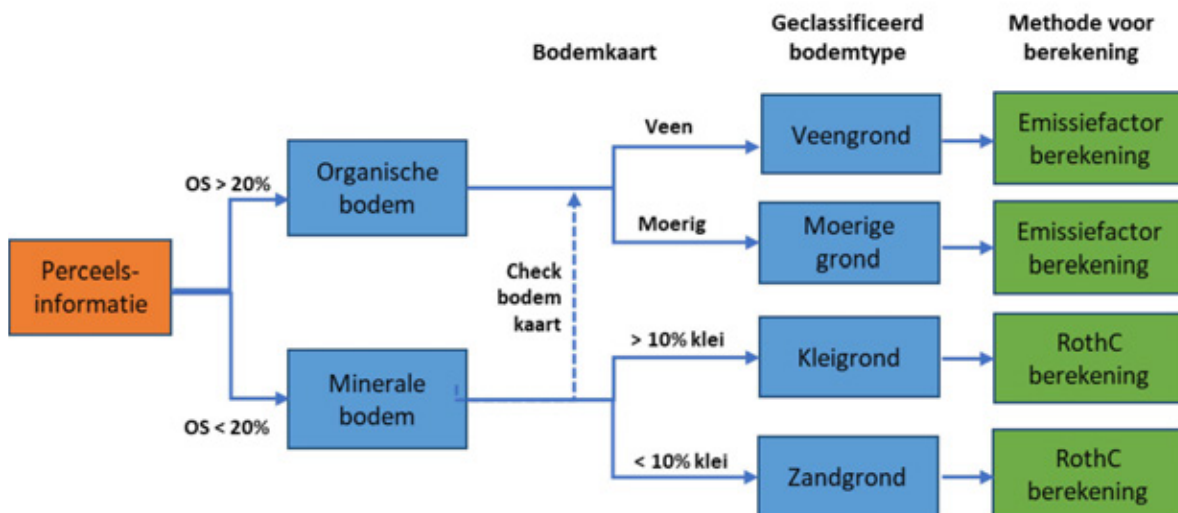 Bodemkaart
Geclassificeerd
bodemtype
Methode voor
berekening
Perceels-
informatie
OS > 20%
Organische
bodem
Veen
Veengrond
Emissiefactor
berekening
Moerig
Moerige
grond
Emissiefactor
berekening
Check
bodem
kaart
OS < 20%
Minerale
bodem
> 10% klei
Kleigrond
RothC
berekening
< 10% klei
Zandgrond
RothC
berekening